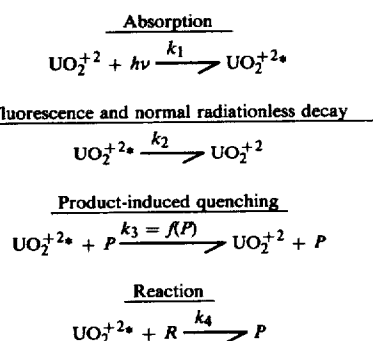 Absorption
UO₂⁺² + hν k₁ ⟶ UO₂⁺²*
luorescence and normal radiationless decay
UO₂⁺²* k₂ ⟶ UO₂⁺²
Product-induced quenching
UO₂⁺²* + P k₃ = f(P) ⟶ UO₂⁺² + P
Reaction
UO₂⁺²* + R k₄ ⟶ P